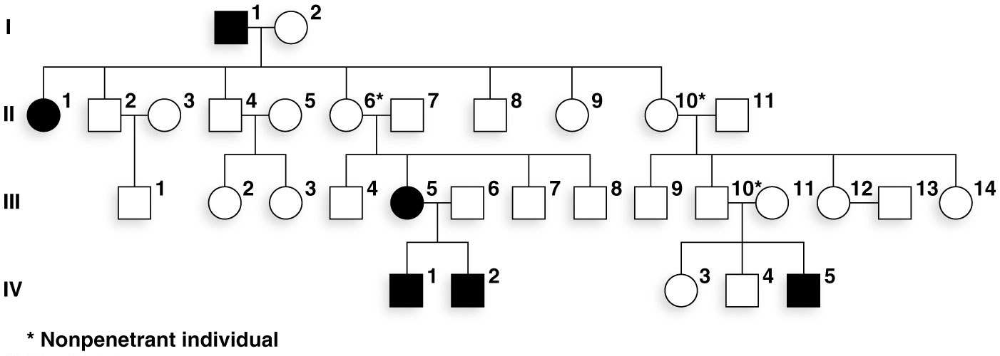 I 1 2
II 1 2 3 4 5 6* 7 8 9 10* 11
III 1 2 3 4 5 6 7 8 9 10* 11 12 13 14
IV 1 2 3 4 5
* Nonpenetrant individual